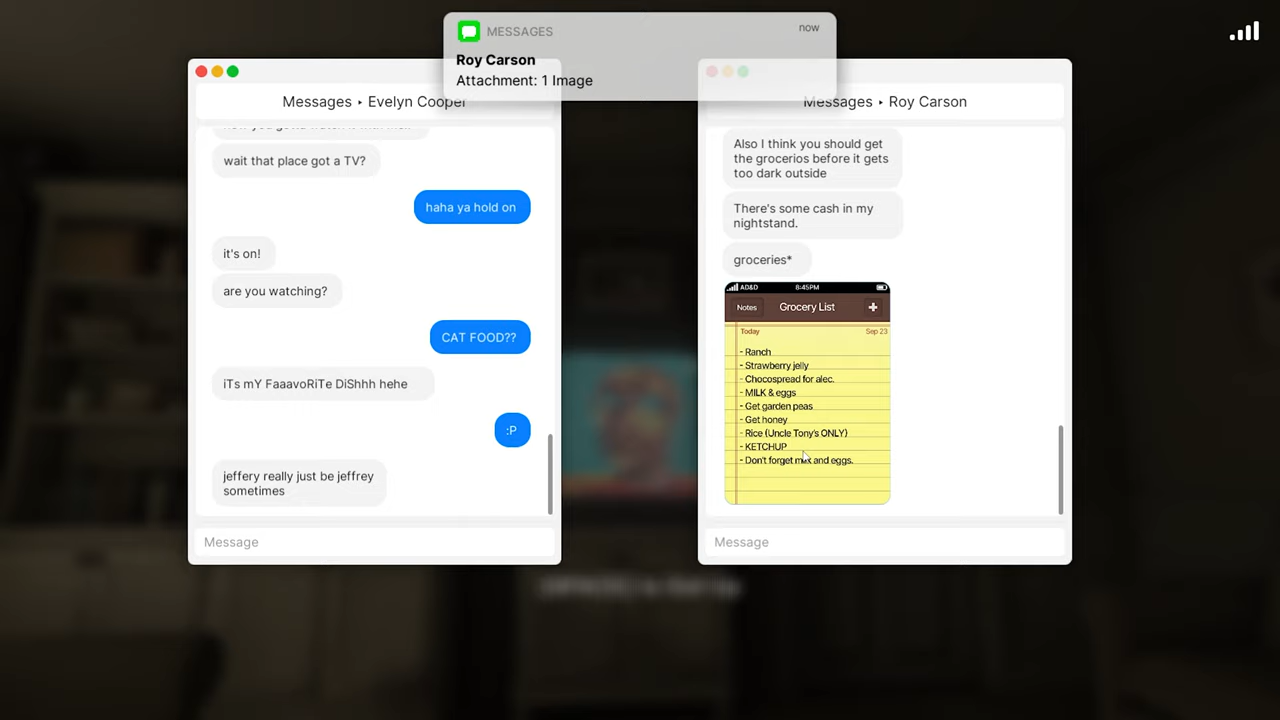 MESSAGES
now
Roy Carson
Attachment: 1 Image
Messages ▸ Evelyn Cooper
wait that place got a TV?
haha ya hold on
it's on!
are you watching?
CAT FOOD??
iTs mY FaaavoRiTe DiShhh hehe
:P
jeffery really just be jeffrey
sometimes
Message
Messages ▸ Roy Carson
Also I think you should get
the grocerios before it gets
too dark outside
There's some cash in my
nightstand.
groceries*
AD&D
8:45PM
Notes
Grocery List
+
Today
Sep 23
- Ranch
- Strawberry jelly
- Chocospread for alec.
- MILK & eggs
- Get garden peas
- Get honey
- Rice (Uncle Tony's ONLY)
- KETCHUP
- Don't forget milk and eggs.
Message